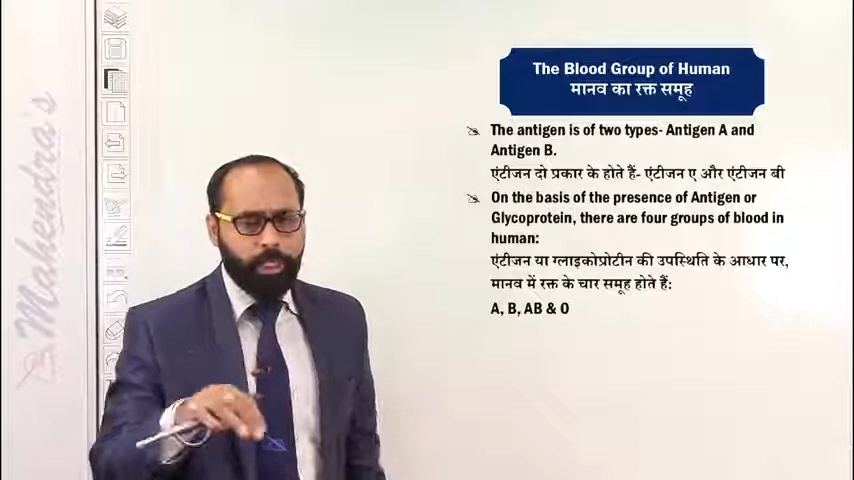 Mahendra's
The Blood Group of Human
मानव का रक्त समूह
The antigen is of two types- Antigen A and
Antigen B.
एंटीजन दो प्रकार के होते हैं- एंटीजन ए और एंटीजन बी
On the basis of the presence of Antigen or
Glycoprotein, there are four groups of blood in
human:
एंटीजन या ग्लाइकोप्रोटीन की उपस्थिति के आधार पर,
मानव में रक्त के चार समूह होते हैं:
A, B, AB & O